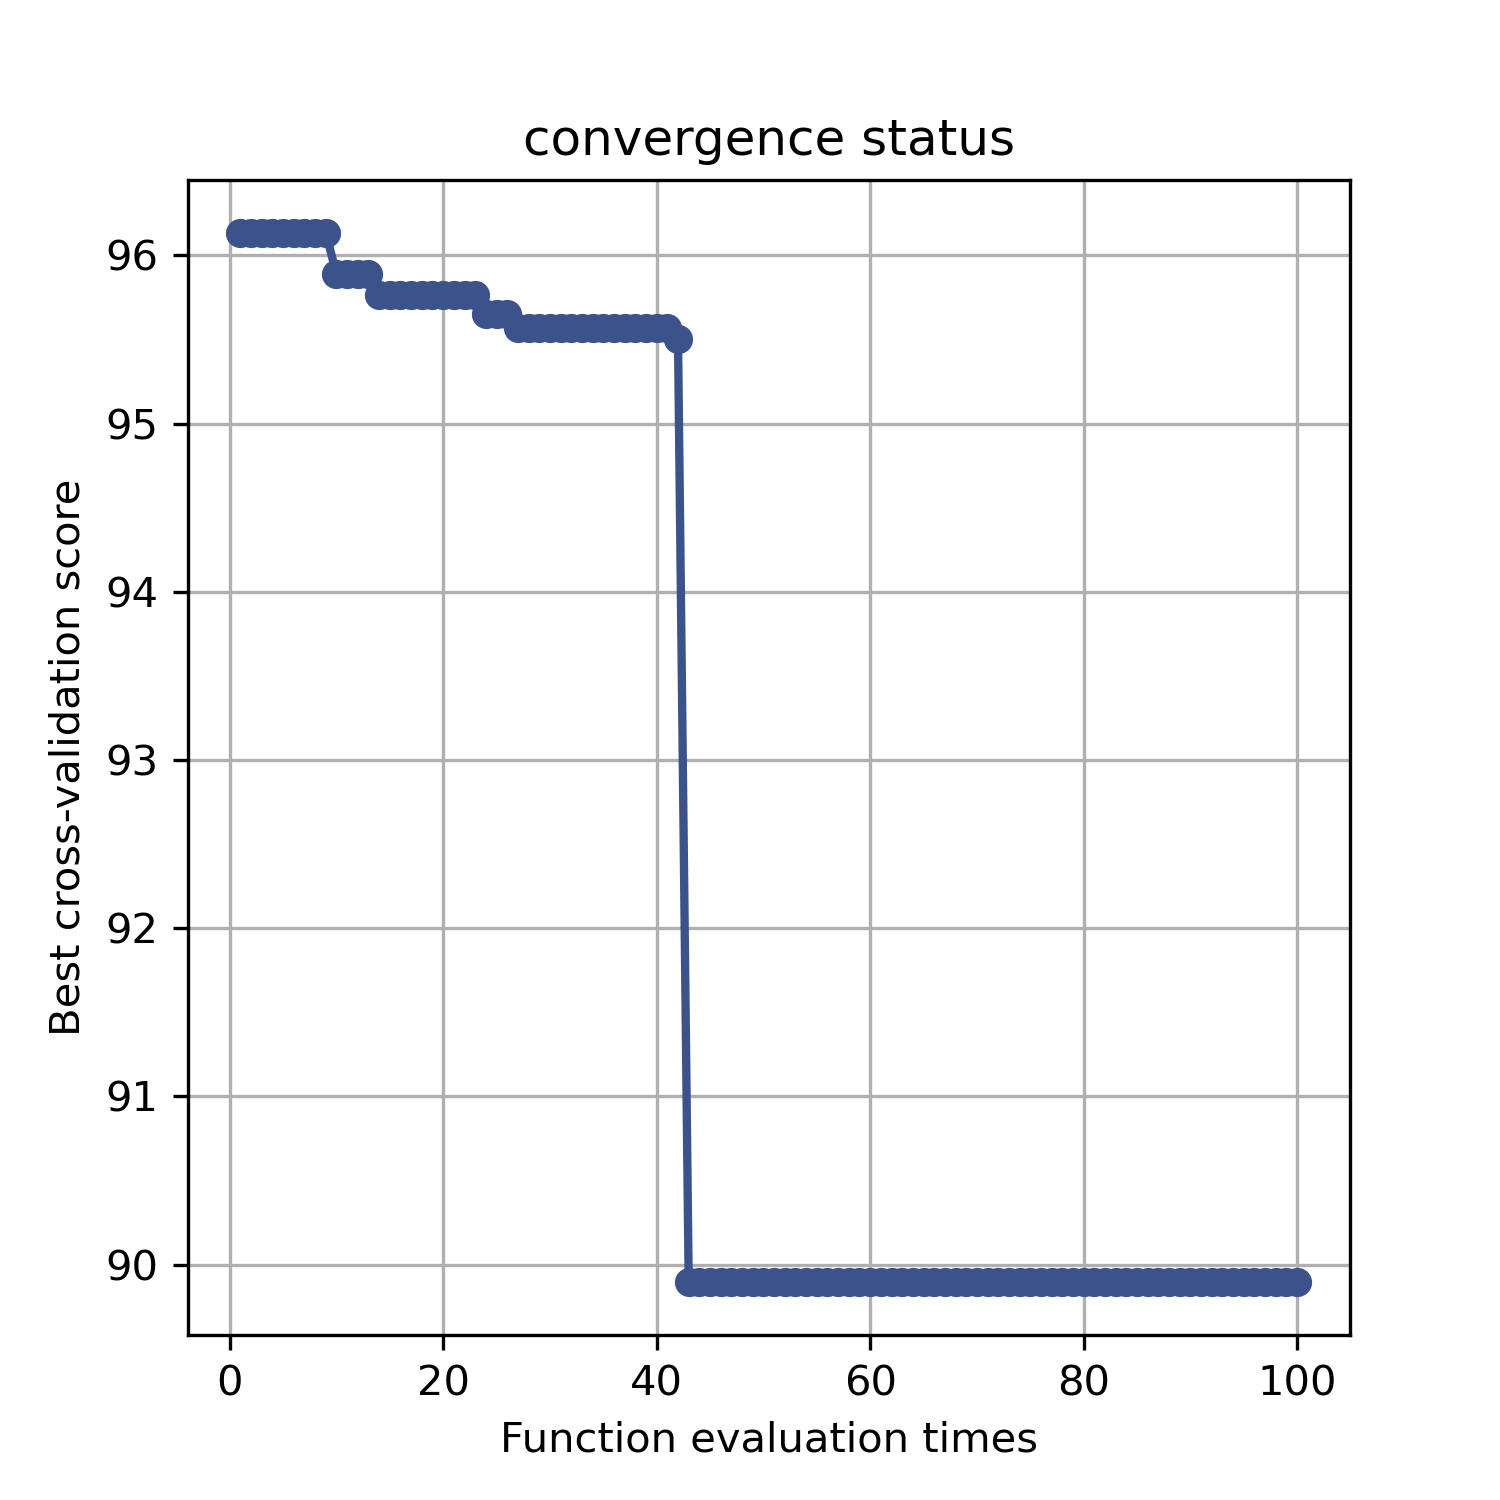 convergence status
96
95
94
93
92
91
90
Best cross-validation score
0 20 40 60 80 100
Function evaluation times